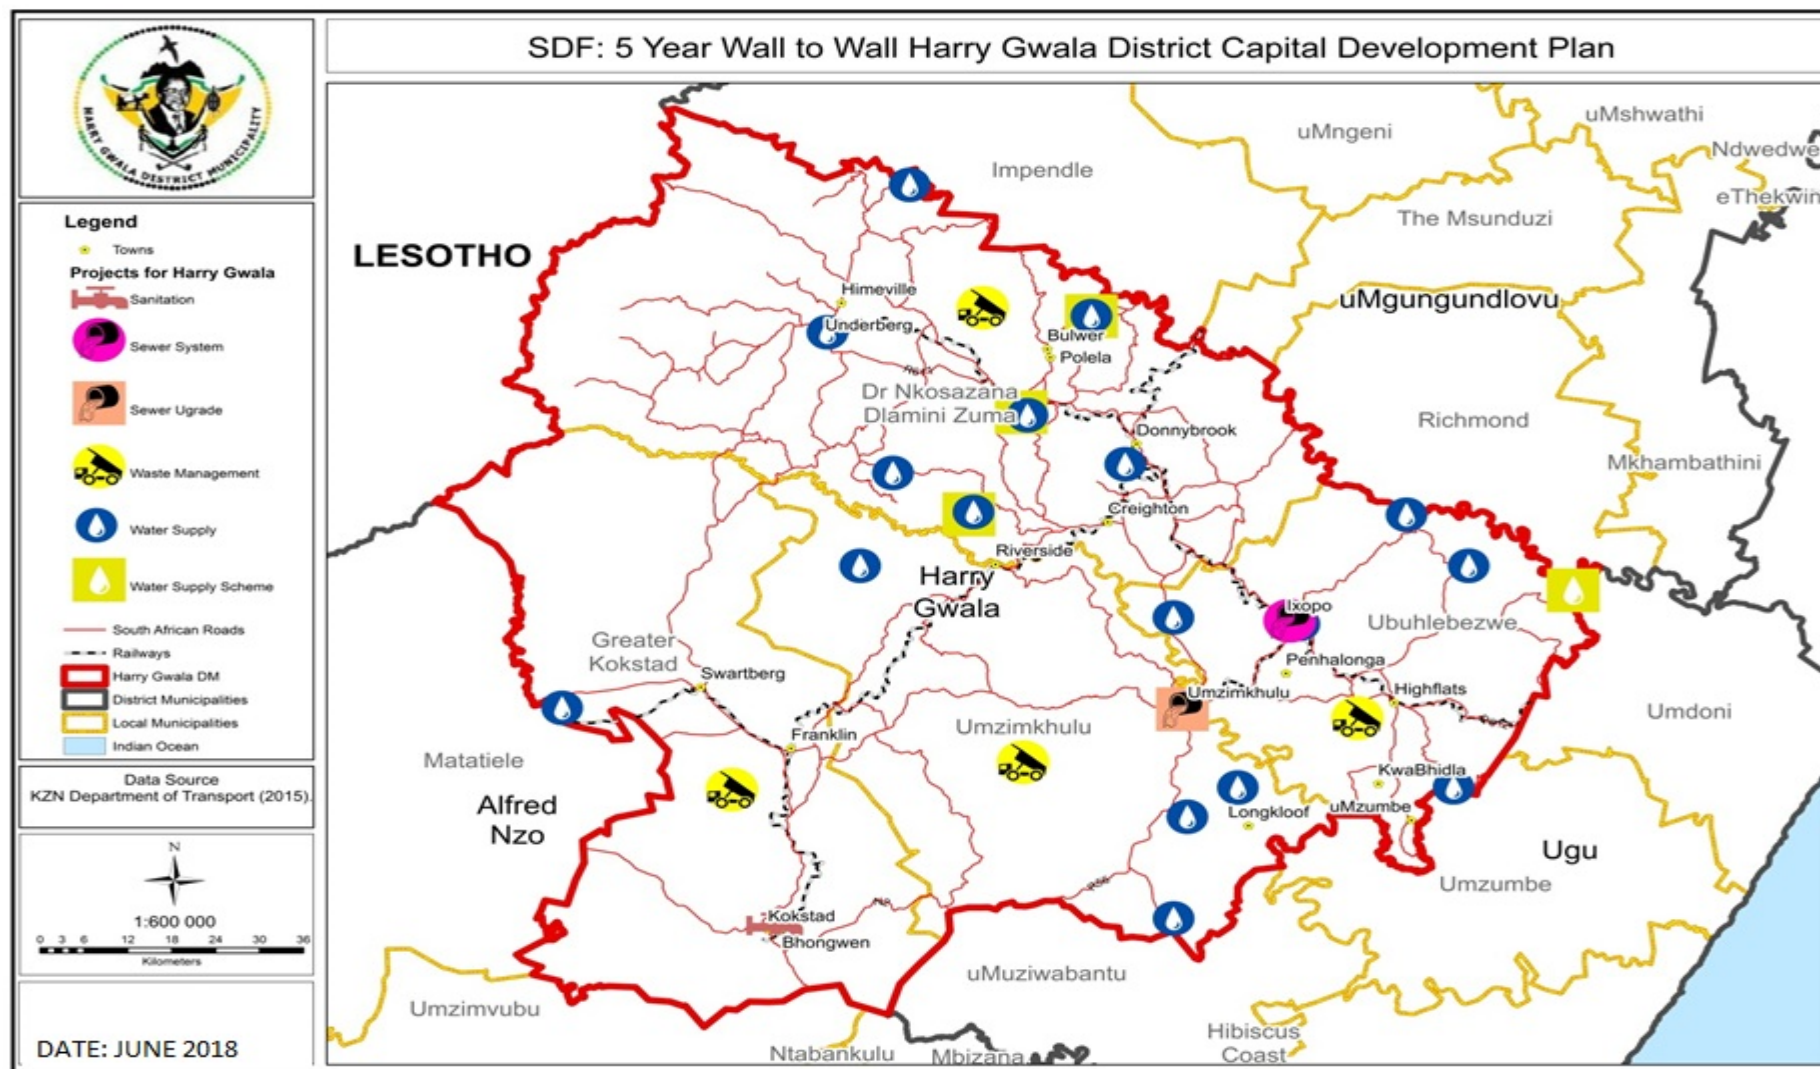 SDF: 5 Year Wall to Wall Harry Gwala District Capital Development Plan
HARRY GWALA DISTRICT MUNICIPALITY
Legend
Towns
Projects for Harry Gwala
Sanitation
Sewer System
Sewer Ugrade
Waste Management
Water Supply
Water Supply Scheme
South African Roads
Railways
Harry Gwala DM
District Municipalities
Local Municipalities
Indian Ocean
Data Source
KZN Department of Transport (2015).
N
1:600 000
0 3 6 12 18 24 30 36
Kilometers
DATE: JUNE 2018
uMshwathi
uMngeni
Ndwedwe
Impendle
eThekwin
The Msunduzi
LESOTHO
Himeville
uMgungundlovu
Underberg
Bulwer
Polela
Dr Nkosazana
Dlamini Zuma
Richmond
Donnybrook
Mkhambathini
Creighton
Riverside
Harry
Gwala
Ixopo
Ubuhlebezwe
Greater
Kokstad
Penhalonga
Swartberg
Umzimkhulu
Highflats
Umdoni
Franklin
Umzimkhulu
Matatiele
KwaBhidla
Alfred
Nzo
Longkloof
uMzumbe
Ugu
Umzumbe
R56
N2
Kokstad
Bhongwen
uMuziwabantu
Umzimvubu
Hibiscus
Coast
Ntabankulu
Mbizana